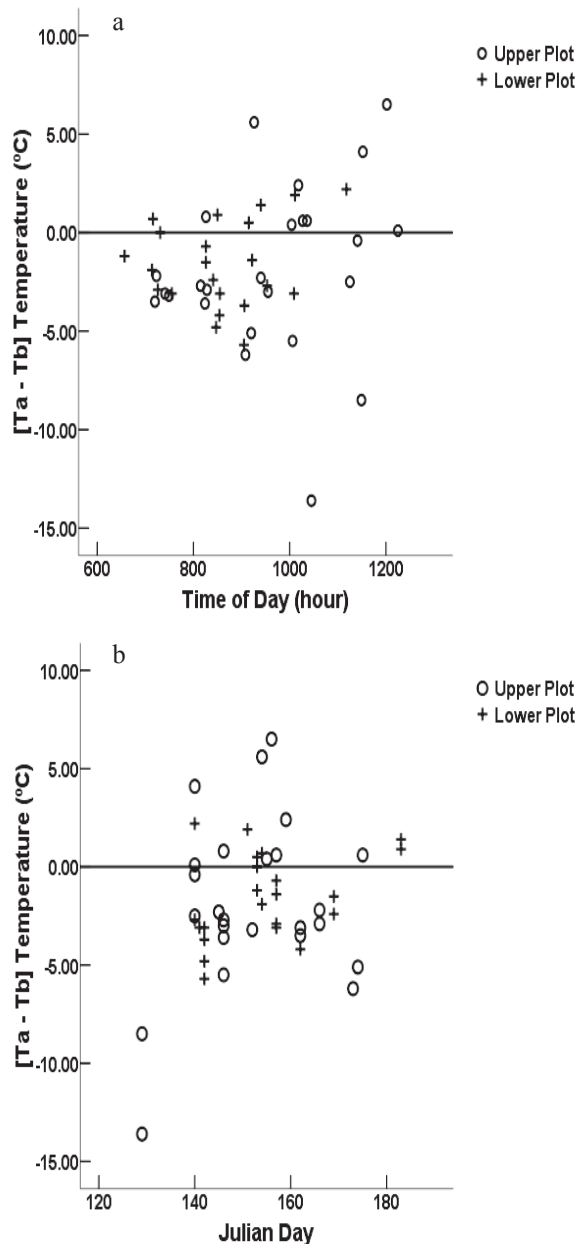 a
10.00
5.00
0.00
-5.00
-10.00
-15.00
[Ta - Tb] Temperature (ºC)
600 800 1000 1200
Time of Day (hour)
Upper Plot
Lower Plot
b
10.00
5.00
0.00
-5.00
-10.00
-15.00
[Ta - Tb] Temperature (ºC)
120 140 160 180
Julian Day
Upper Plot
Lower Plot